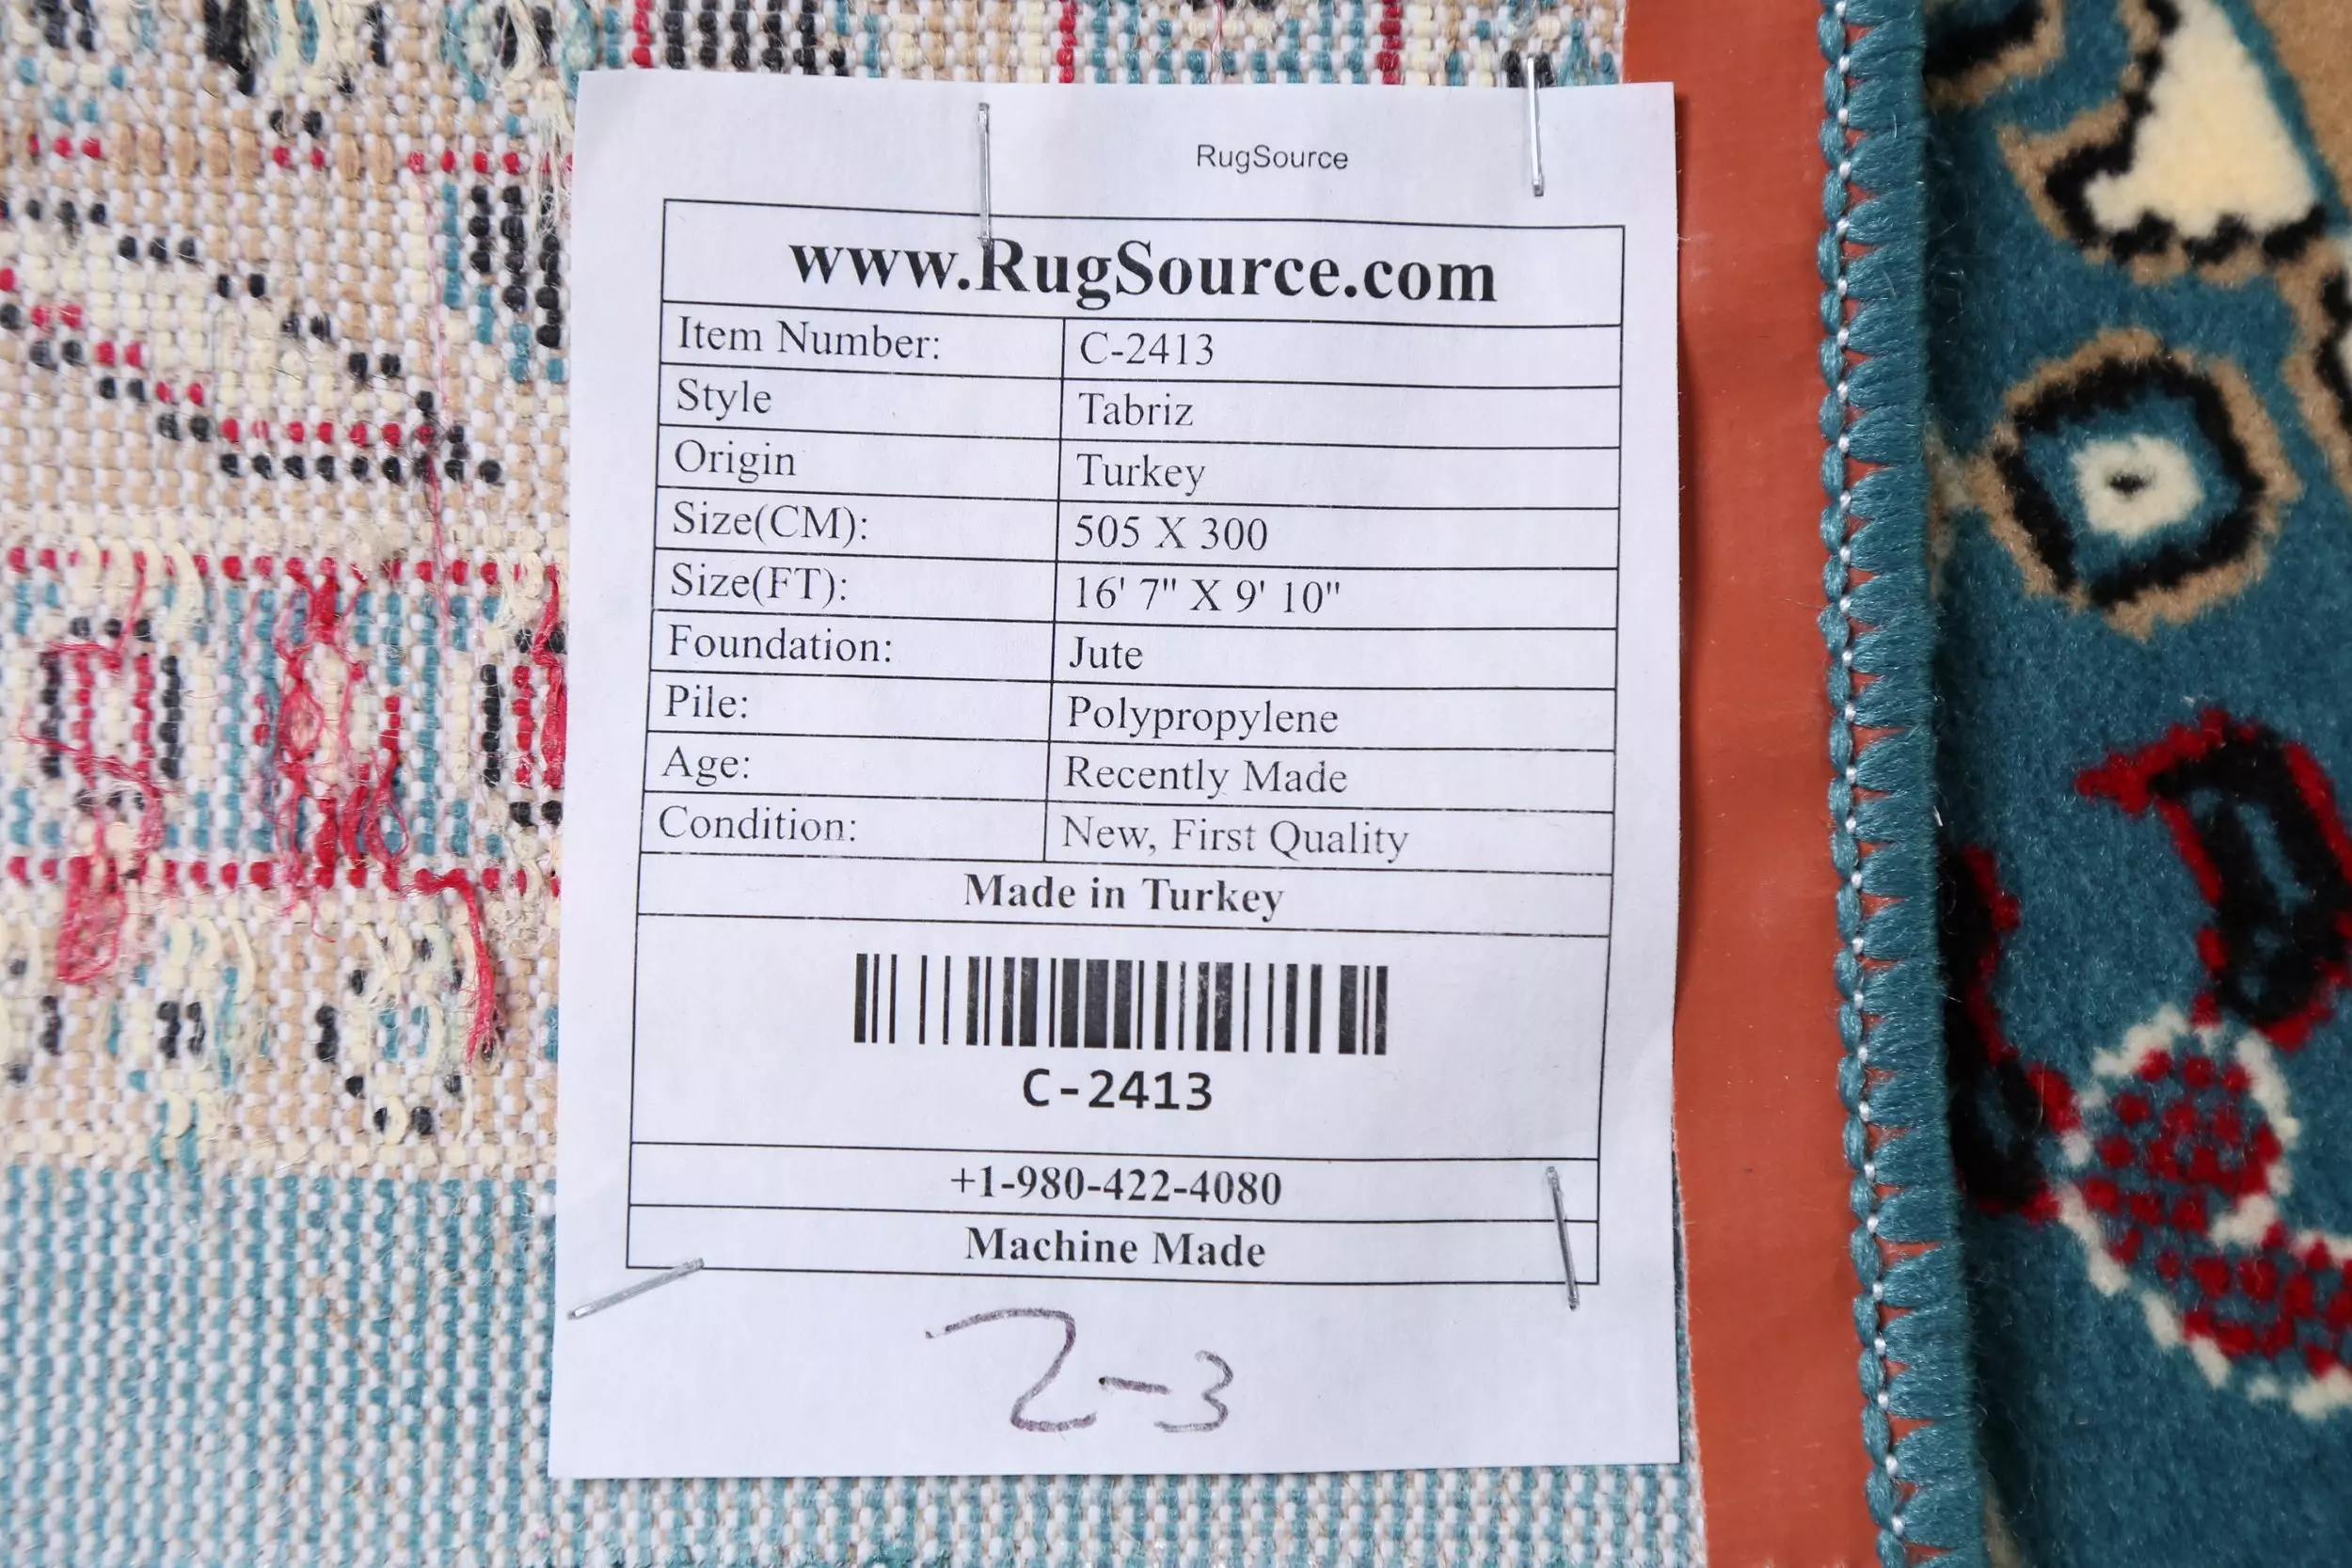 RugSource
www.RugSource.com
Item Number: C-2413
Style Tabriz
Origin Turkey
Size(CM): 505 X 300
Size(FT): 16' 7" X 9' 10"
Foundation: Jute
Pile: Polypropylene
Age: Recently Made
Condition: New, First Quality
Made in Turkey
C-2413
+1-980-422-4080
Machine Made
2-3